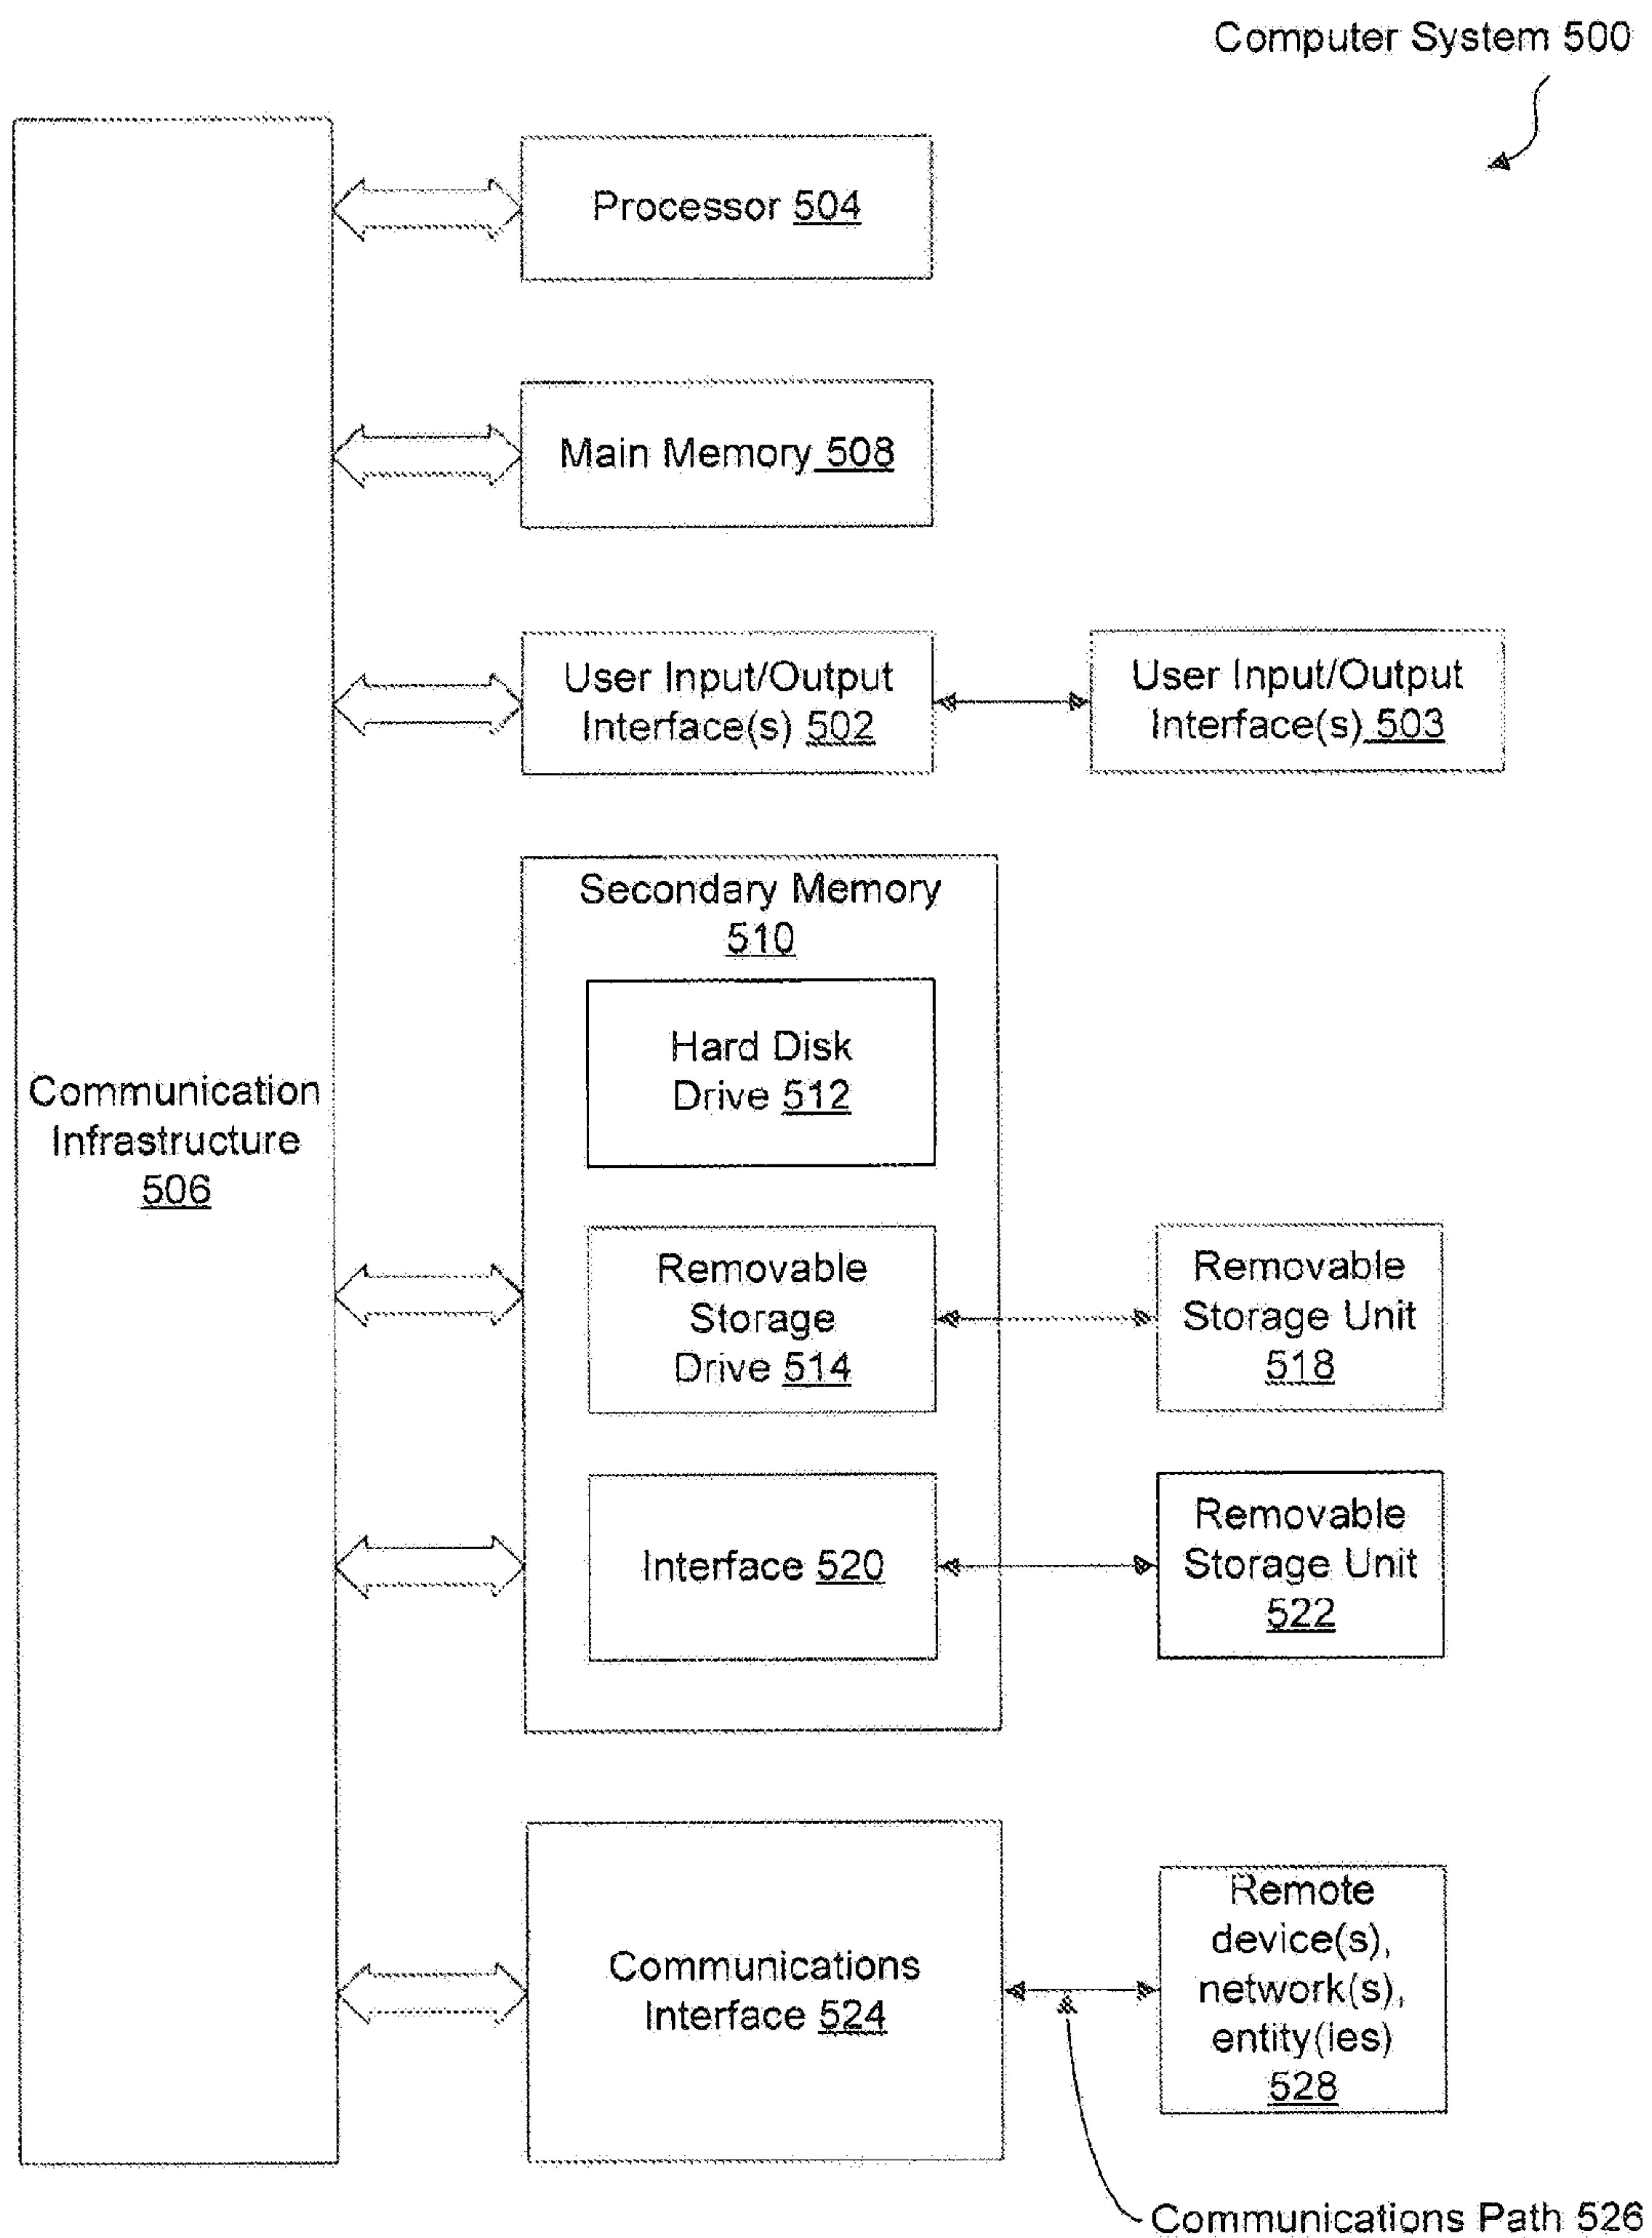 Computer System 500
Processor 504
Main Memory 508
User Input/Output
Interface(s) 502
User Input/Output
Interface(s) 503
Secondary Memory
510
Hard Disk
Drive 512
Communication
Infrastructure
506
Removable
Storage
Drive 514
Removable
Storage Unit
518
Interface 520
Removable
Storage Unit
522
Communications
Interface 524
Remote
device(s),
network(s),
entity(ies)
528
Communications Path 526